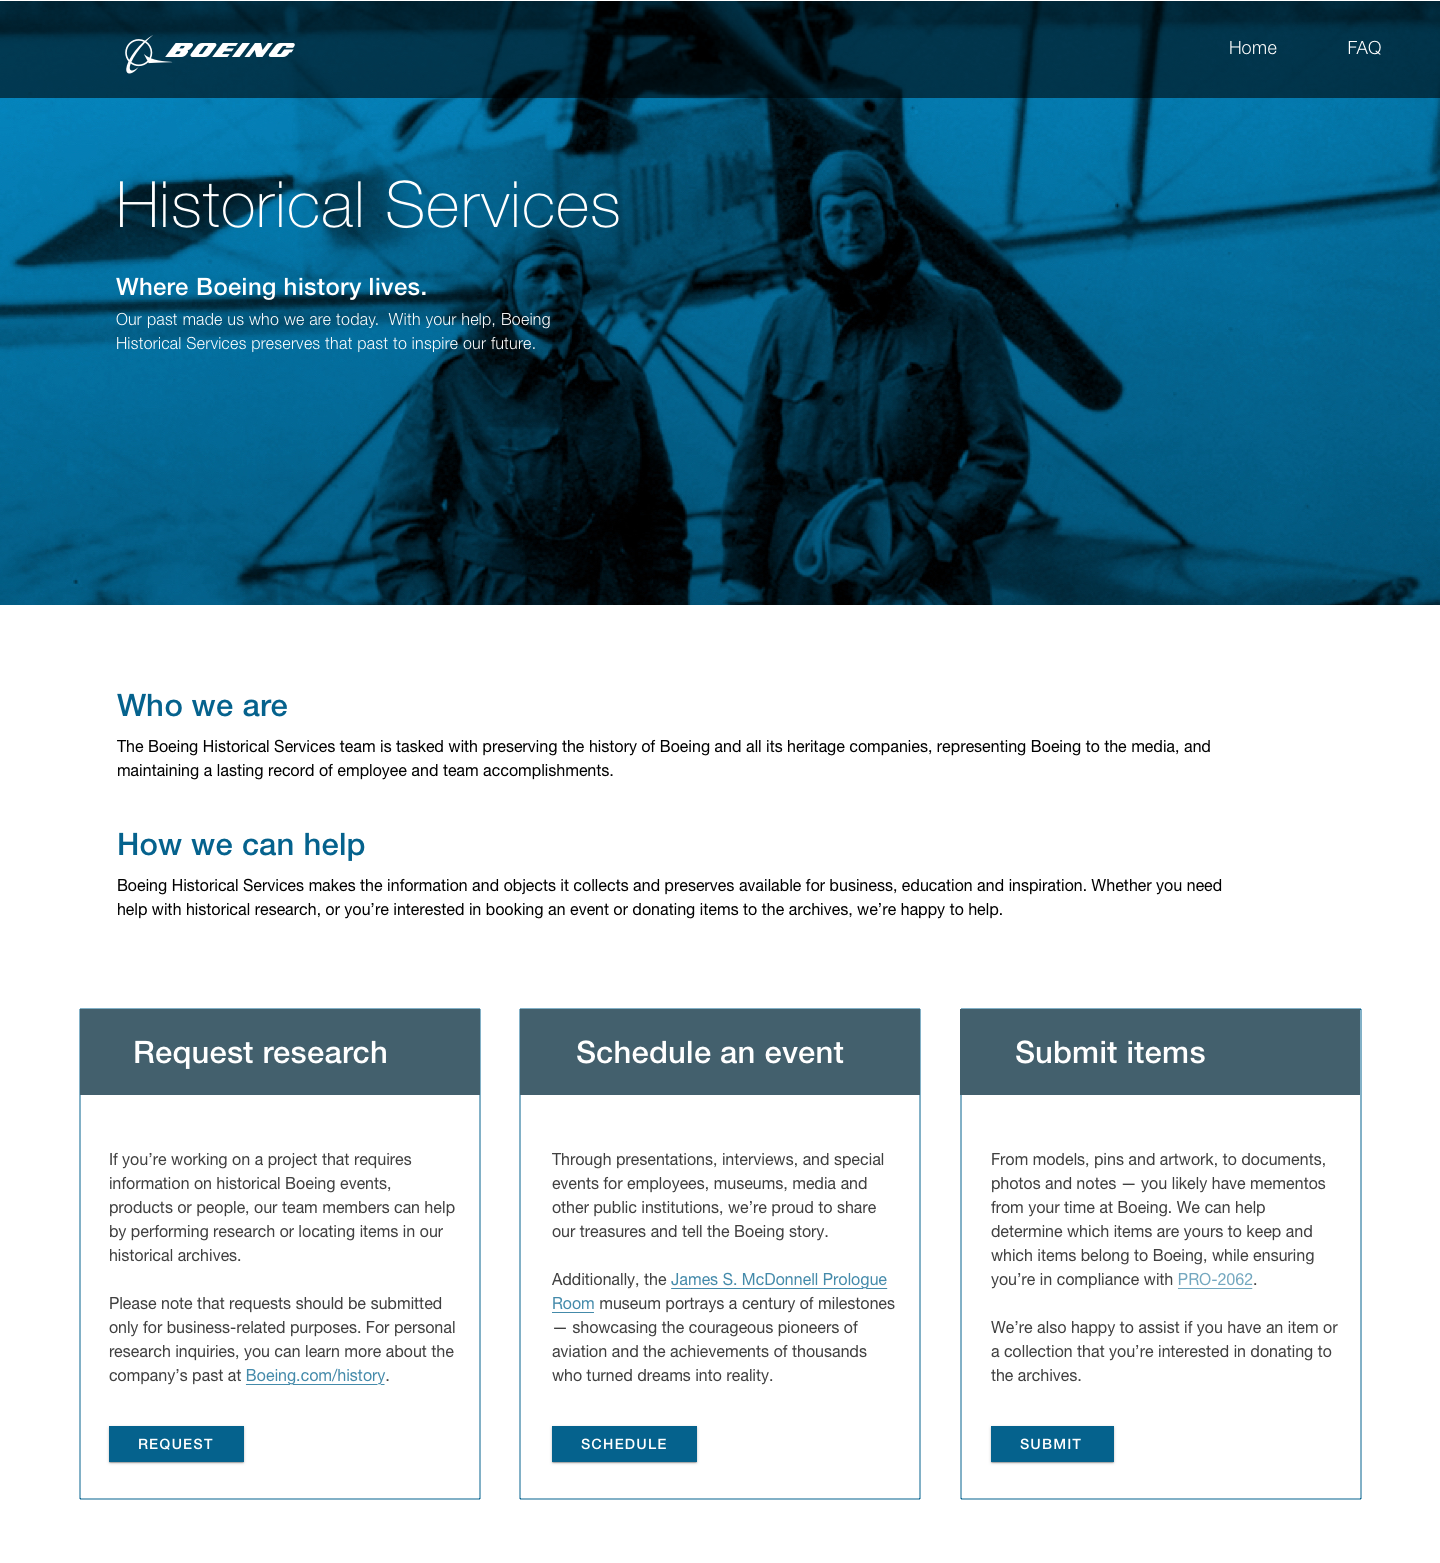 BOEING
Home
FAQ
Historical Services
Where Boeing history lives.
Our past made us who we are today.  With your help, Boeing
Historical Services preserves that past to inspire our future.
Who we are
The Boeing Historical Services team is tasked with preserving the history of Boeing and all its heritage companies, representing Boeing to the media, and
maintaining a lasting record of employee and team accomplishments.
How we can help
Boeing Historical Services makes the information and objects it collects and preserves available for business, education and inspiration. Whether you need
help with historical research, or you’re interested in booking an event or donating items to the archives, we’re happy to help.
Request research
If you’re working on a project that requires
information on historical Boeing events,
products or people, our team members can help
by performing research or locating items in our
historical archives.
Please note that requests should be submitted
only for business-related purposes. For personal
research inquiries, you can learn more about the
company’s past at Boeing.com/history.
REQUEST
Schedule an event
Through presentations, interviews, and special
events for employees, museums, media and
other public institutions, we’re proud to share
our treasures and tell the Boeing story.
Additionally, the James S. McDonnell Prologue
Room museum portrays a century of milestones
— showcasing the courageous pioneers of
aviation and the achievements of thousands
who turned dreams into reality.
SCHEDULE
Submit items
From models, pins and artwork, to documents,
photos and notes — you likely have mementos
from your time at Boeing. We can help
determine which items are yours to keep and
which items belong to Boeing, while ensuring
you’re in compliance with PRO-2062.
We’re also happy to assist if you have an item or
a collection that you’re interested in donating to
the archives.
SUBMIT